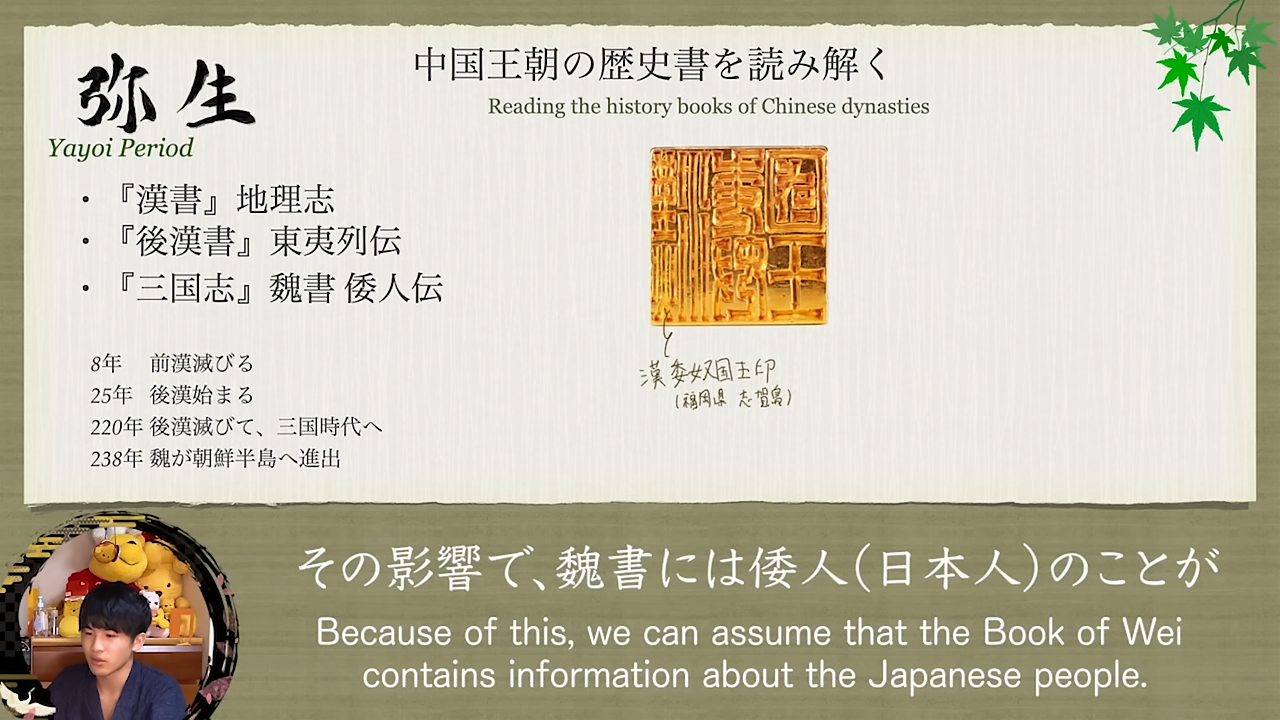 弥生
Yayoi Period
中国王朝の歴史書を読み解く
Reading the history books of Chinese dynasties
・『漢書』地理志
・『後漢書』東夷列伝
・『三国志』魏書 倭人伝
8年 前漢滅びる
25年 後漢始まる
220年 後漢滅びて、三国時代へ
238年 魏が朝鮮半島へ進出
漢委奴国王印
(福岡県 志賀島)
その影響で、魏書には倭人(日本人)のことが
Because of this, we can assume that the Book of Wei
contains information about the Japanese people.